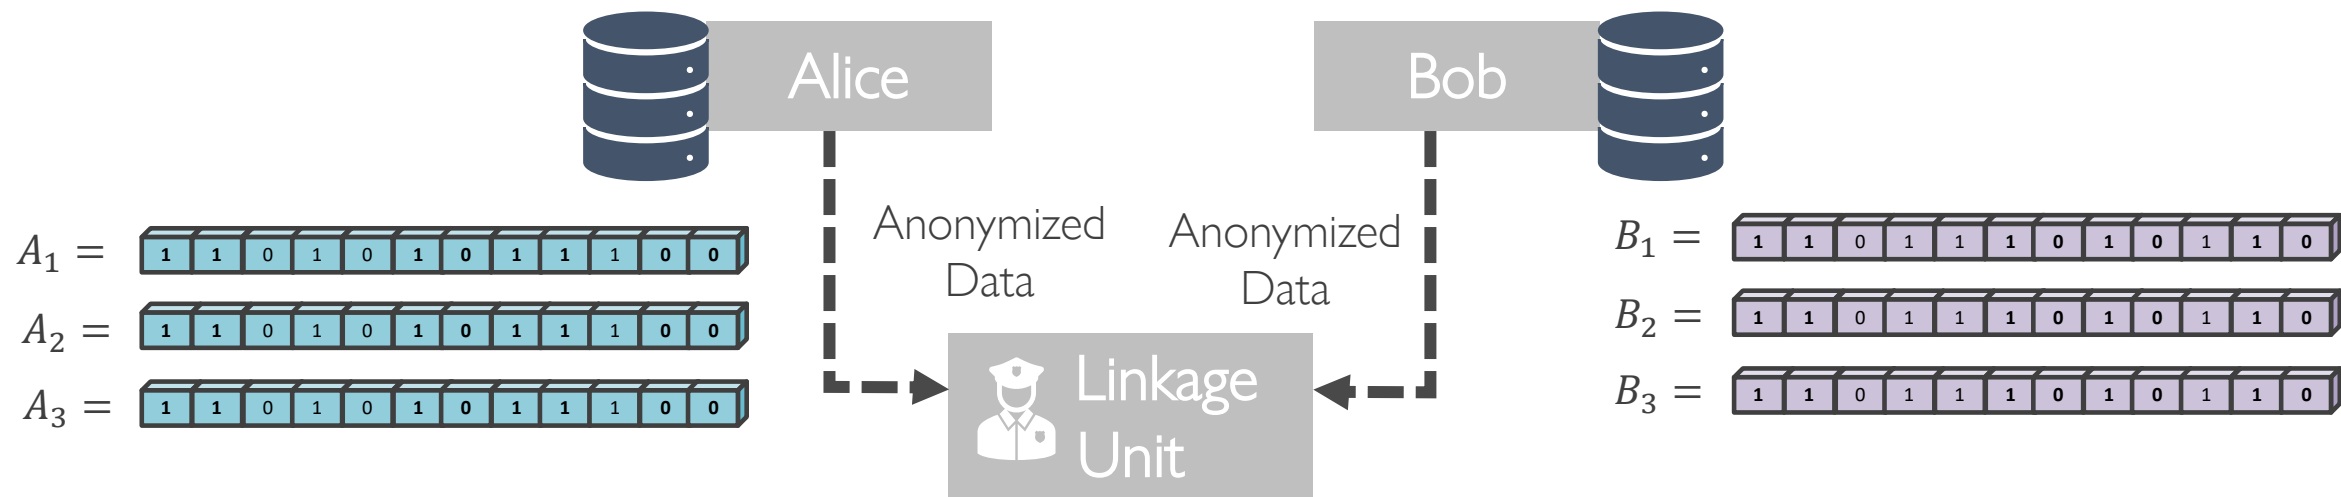 Alice
Bob
Anonymized
Data
Anonymized
Data
A₁ = 1 1 0 1 0 1 0 1 1 1 0 0
A₂ = 1 1 0 1 0 1 0 1 1 1 0 0
A₃ = 1 1 0 1 0 1 0 1 1 1 0 0
B₁ = 1 1 0 1 1 1 0 1 0 1 1 0
B₂ = 1 1 0 1 1 1 0 1 0 1 1 0
B₃ = 1 1 0 1 1 1 0 1 0 1 1 0
Linkage
Unit